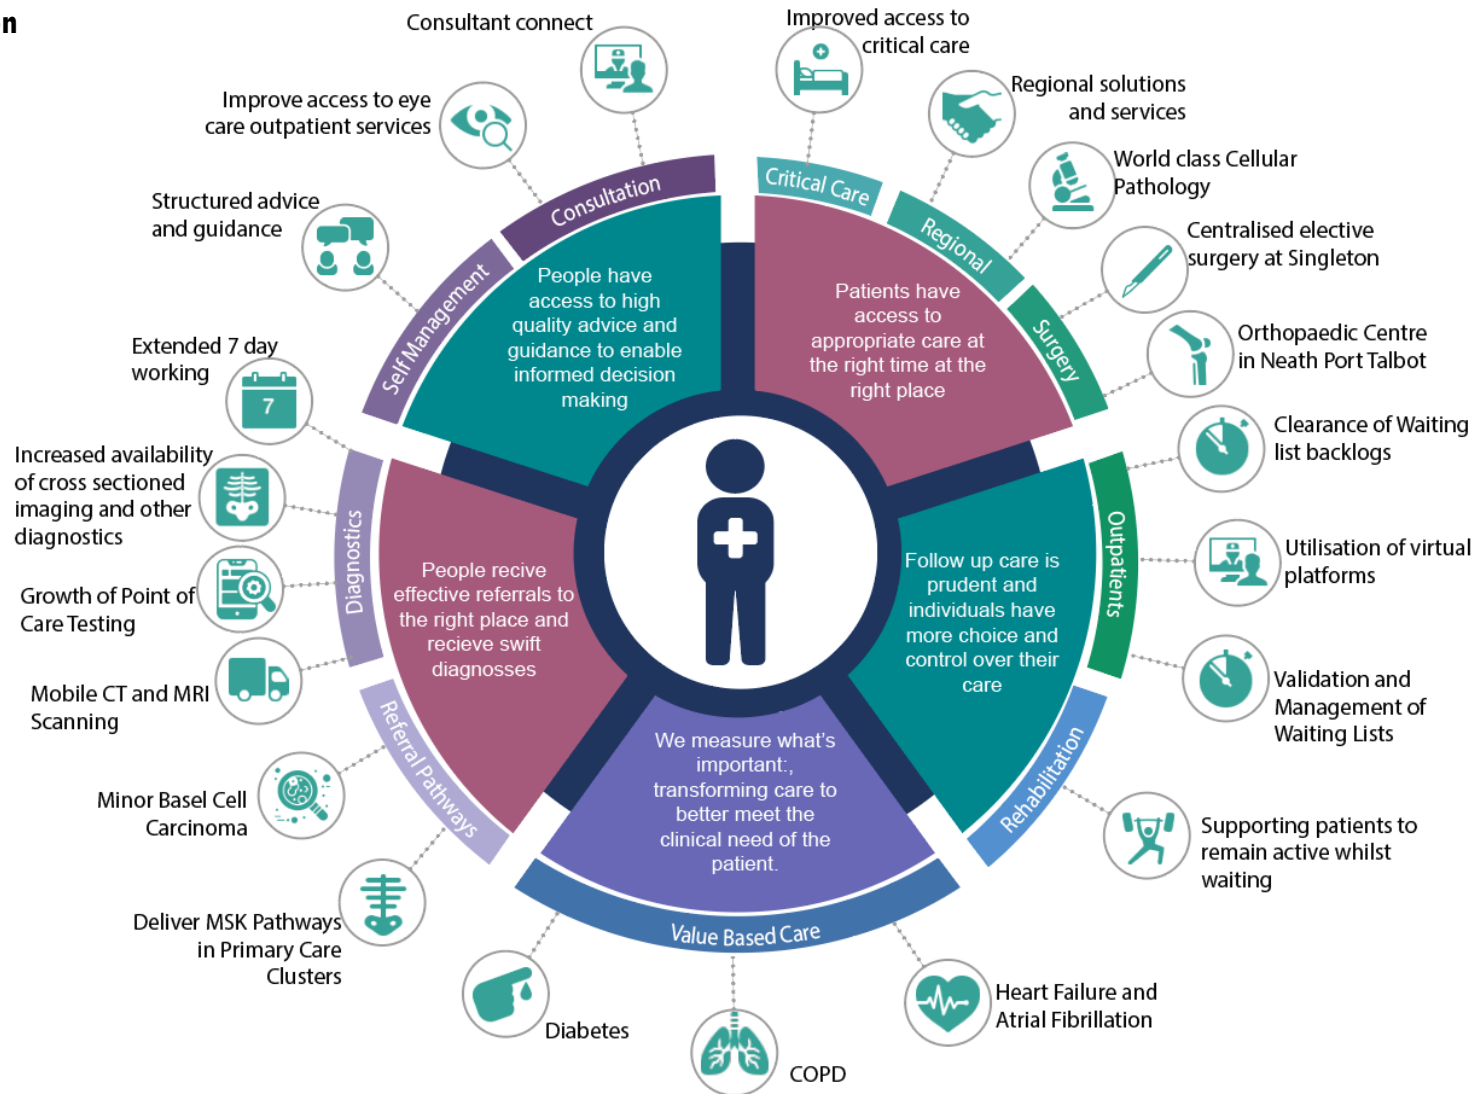 n
Consultant connect
Improved access to
critical care
Improve access to eye
care outpatient services
Regional solutions
and services
World class Cellular
Pathology
Structured advice
and guidance
Centralised elective
surgery at Singleton
Extended 7 day
working
7
Orthopaedic Centre
in Neath Port Talbot
Increased availability
of cross sectioned
imaging and other
diagnostics
Clearance of Waiting
list backlogs
Growth of Point of
Care Testing
Utilisation of virtual
platforms
Mobile CT and MRI
Scanning
Validation and
Management of
Waiting Lists
Minor Basel Cell
Carcinoma
Supporting patients to
remain active whilst
waiting
Deliver MSK Pathways
in Primary Care
Clusters
Diabetes
COPD
Heart Failure and
Atrial Fibrillation
Consultation
Critical Care
Regional
Surgery
Self Management
Diagnostics
Outpatients
Referral Pathways
Rehabilitation
Value Based Care
People have
access to high
quality advice and
guidance to enable
informed decision
making
Patients have
access to
appropriate care at
the right time at the
right place
People recive
effective referrals to
the right place and
recieve swift
diagnosses
Follow up care is
prudent and
individuals have
more choice and
control over their
care
We measure what's
important:,
transforming care to
better meet the
clinical need of the
patient.